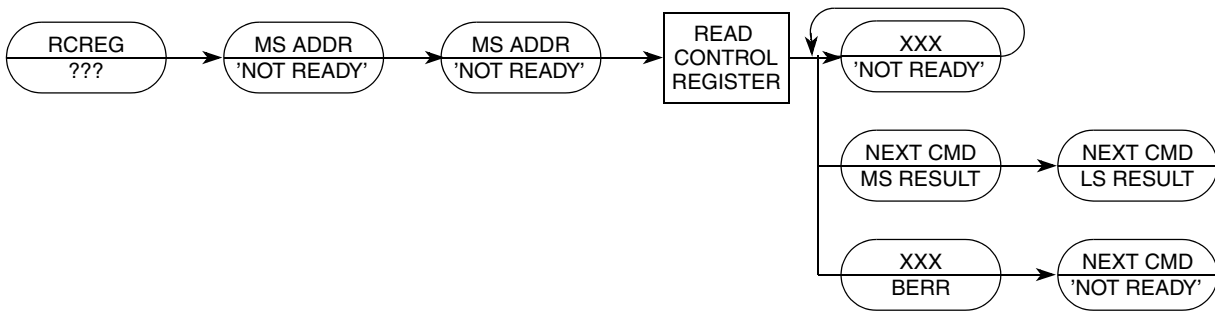 RCREG
???
MS ADDR
'NOT READY'
MS ADDR
'NOT READY'
READ
CONTROL
REGISTER
XXX
'NOT READY'
NEXT CMD
MS RESULT
NEXT CMD
LS RESULT
XXX
BERR
NEXT CMD
'NOT READY'